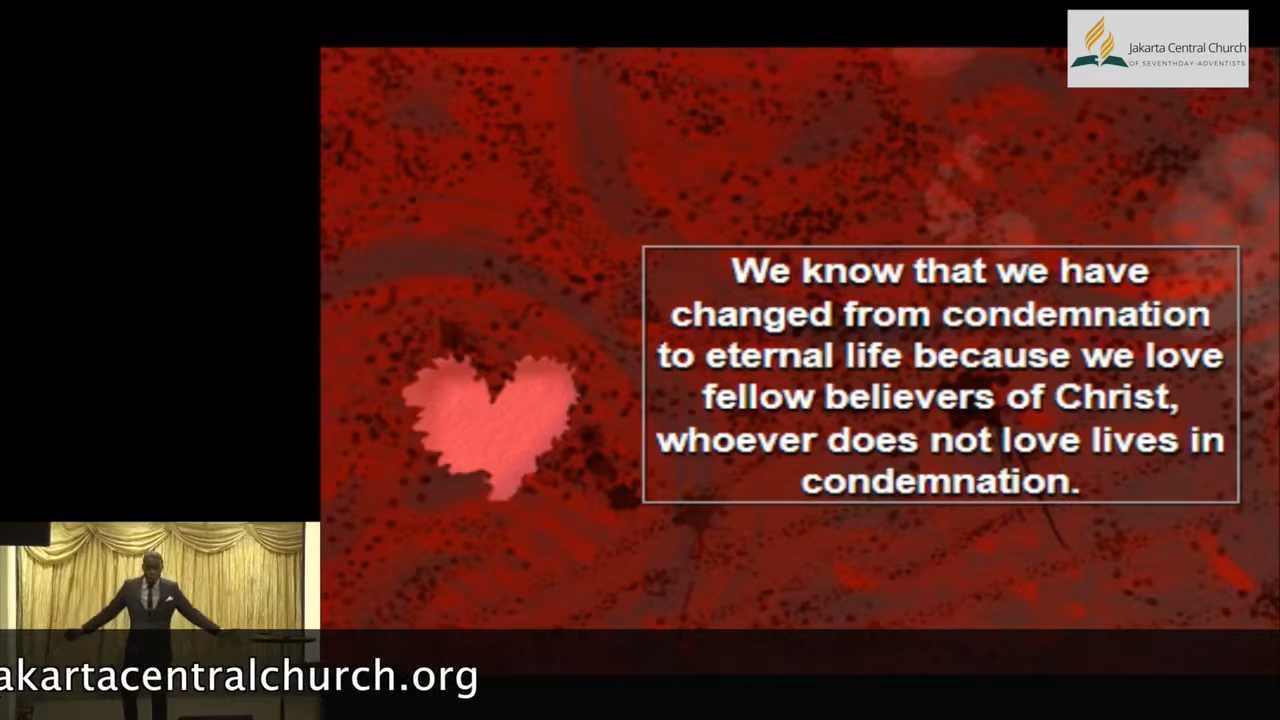 Jakarta Central Church
OF SEVENTHDAY-ADVENTISTS
We know that we have
changed from condemnation
to eternal life because we love
fellow believers of Christ,
whoever does not love lives in
condemnation.
akartacentralchurch.org